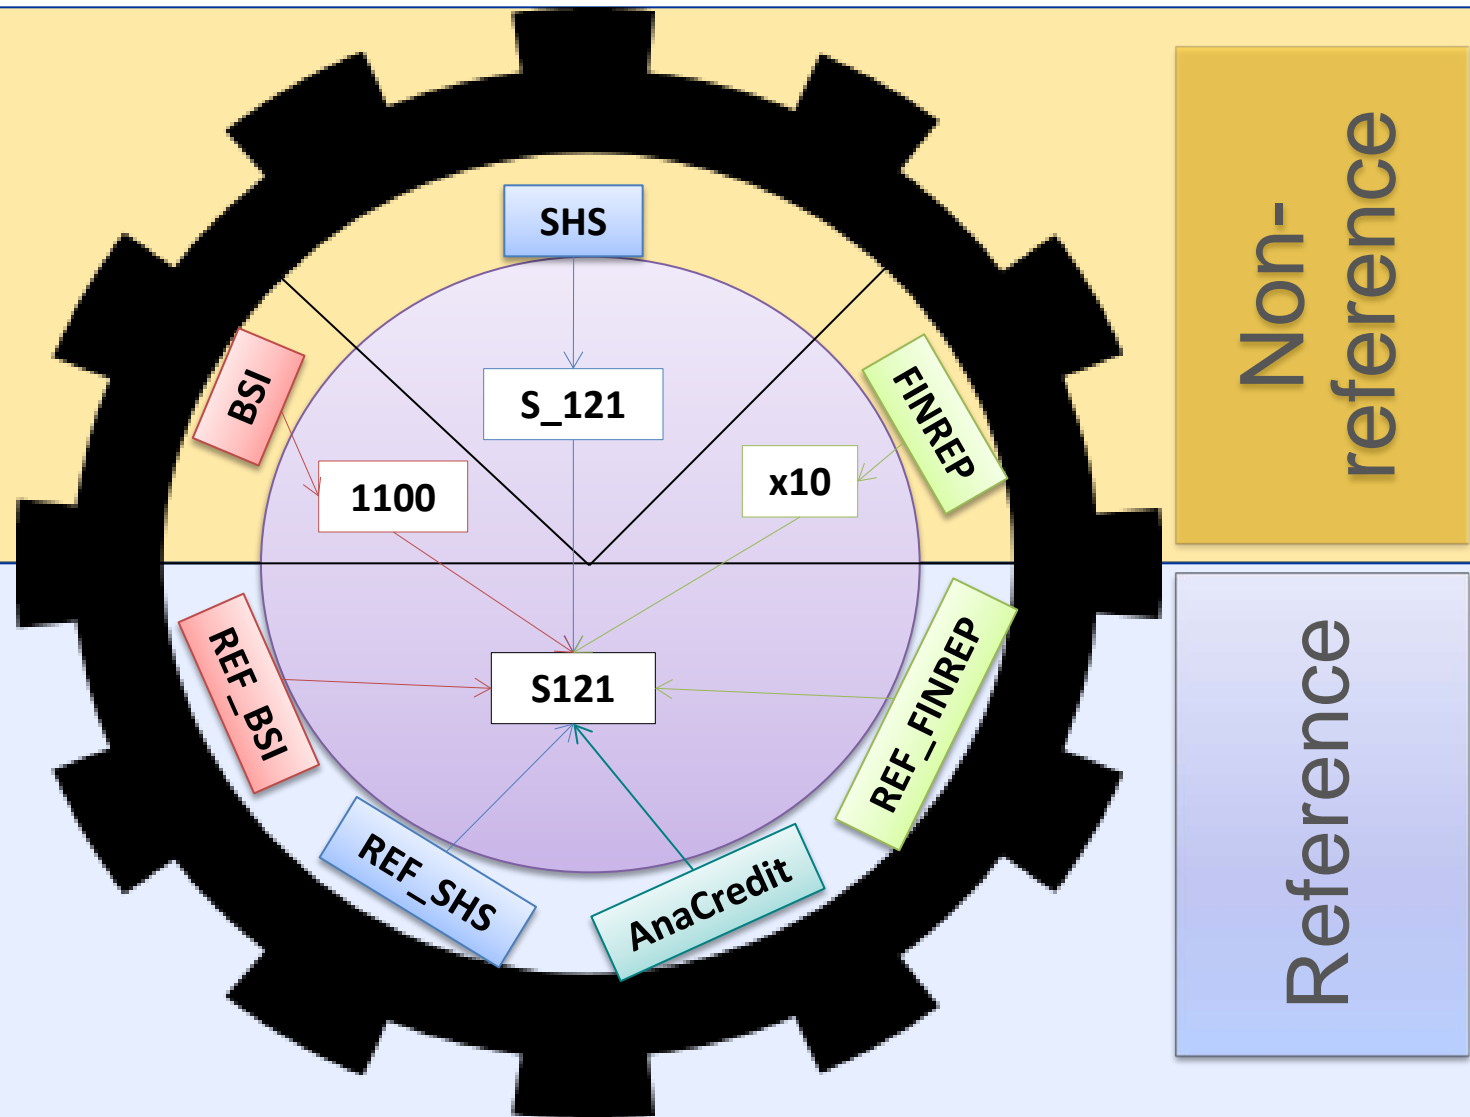 SHS
BSI
FINREP
S_121
1100
x10
Non-
reference
S121
REF_BSI
REF_FINREP
REF_SHS
AnaCredit
Reference